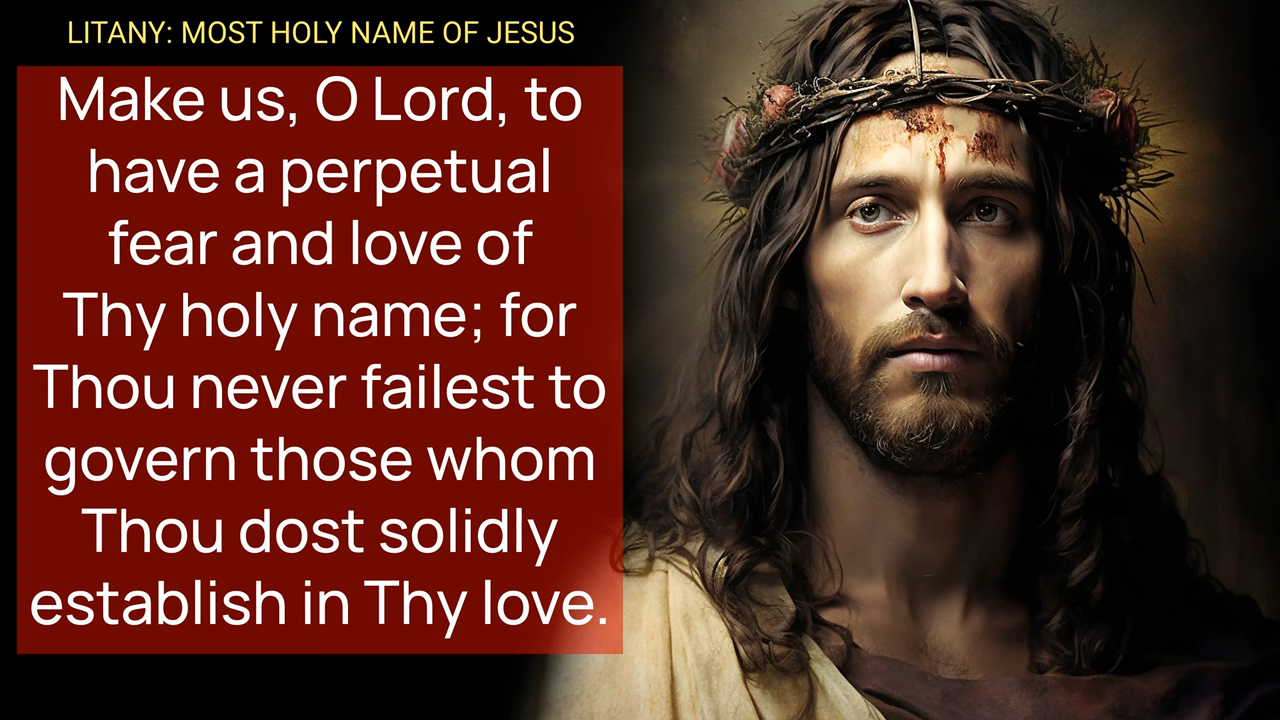 LITANY: MOST HOLY NAME OF JESUS
Make us, O Lord, to
have a perpetual
fear and love of
Thy holy name; for
Thou never failest to
govern those whom
Thou dost solidly
establish in Thy love.